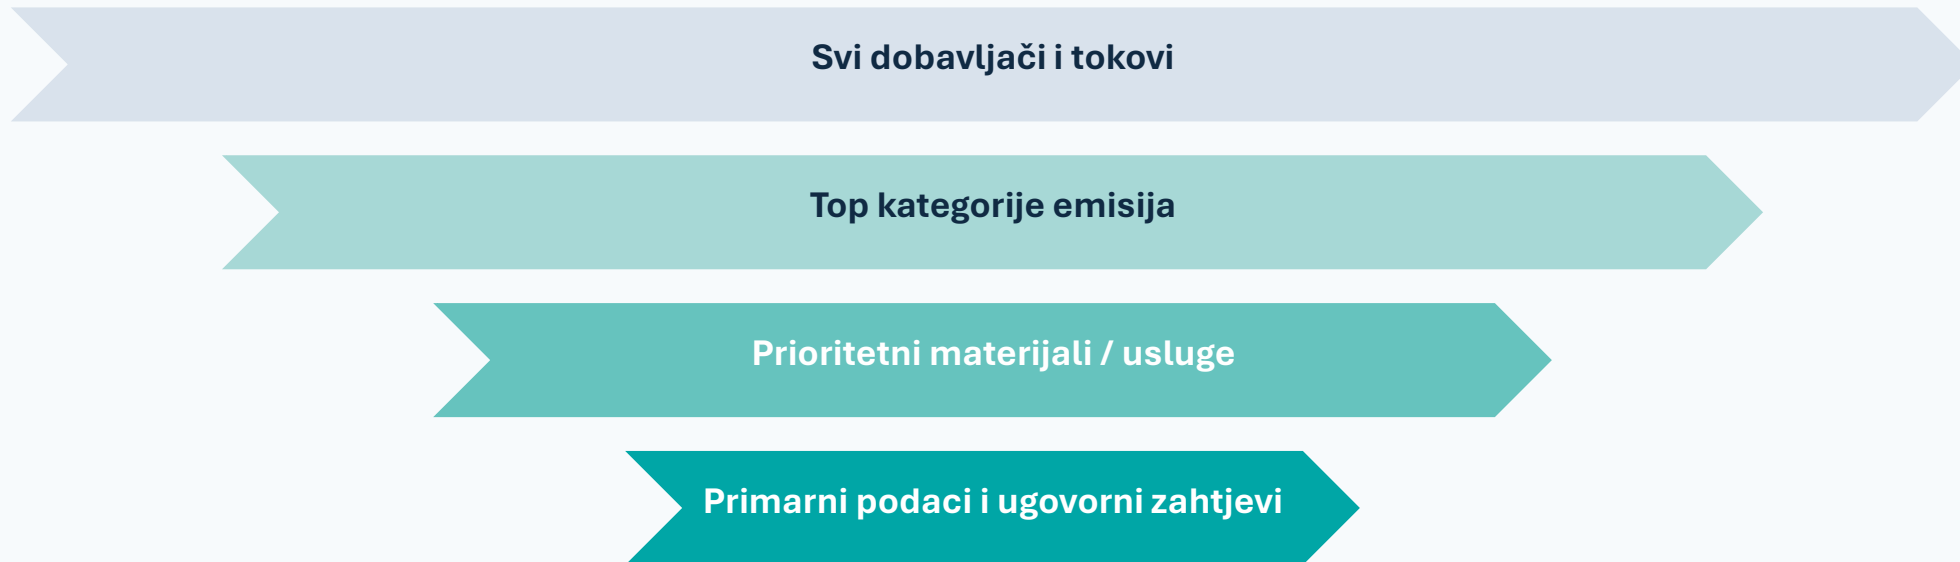 Svi dobavljači i tokovi
Top kategorije emisija
Prioritetni materijali / usluge
Primarni podaci i ugovorni zahtjevi